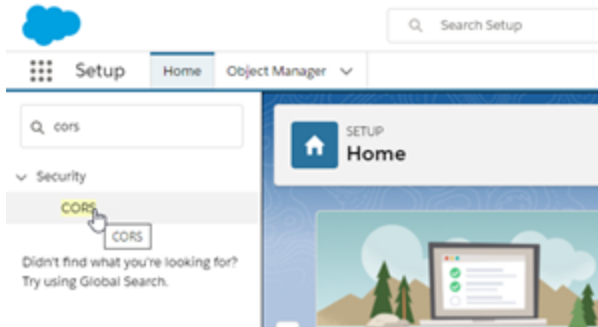 Search Setup
Setup
Home
Object Manager
cors
SETUP
Home
Security
CORS
CORS
Didn't find what you're looking for?
Try using Global Search.